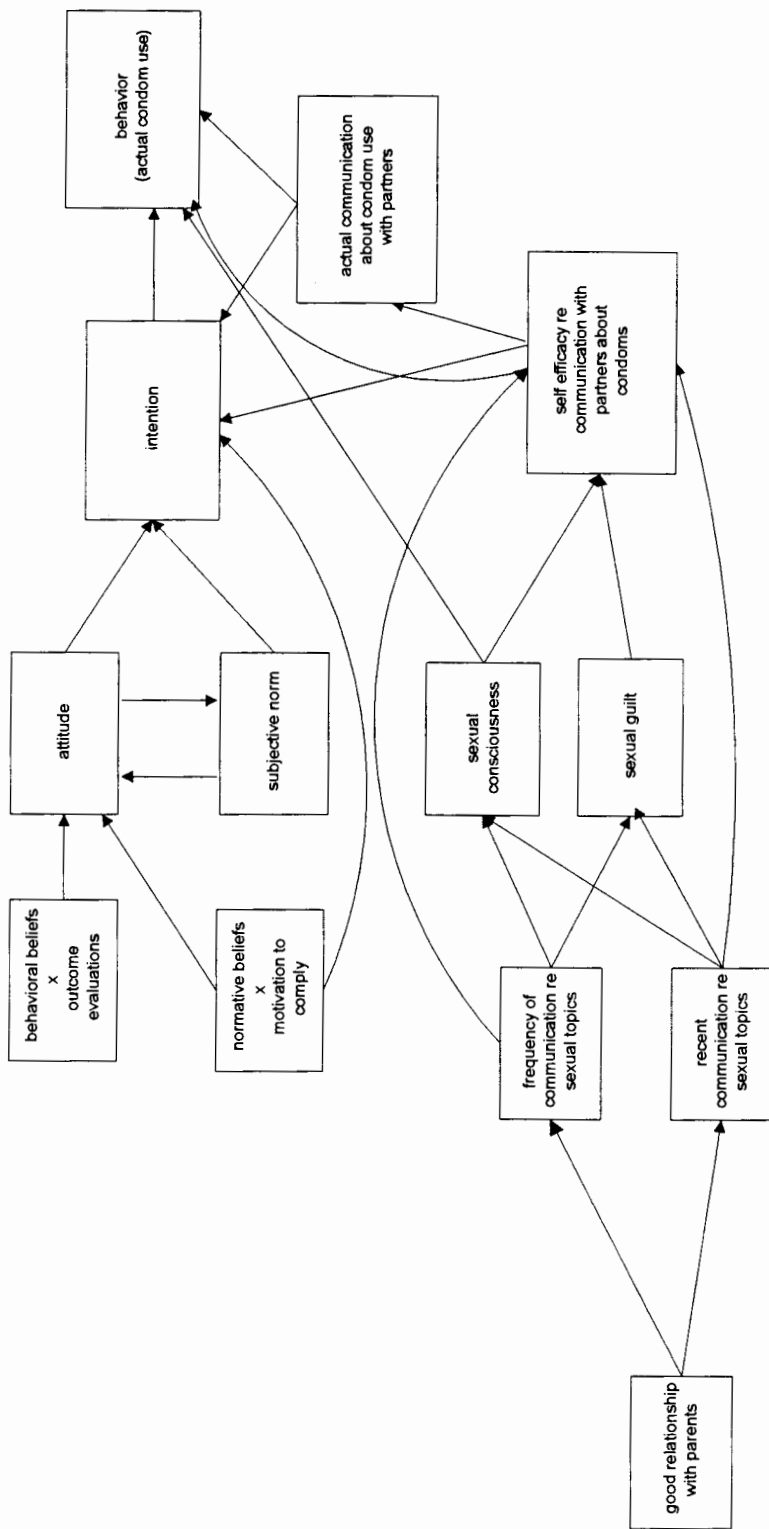 behavioral beliefs
x
outcome
evaluations
normative beliefs
x
motivation to
comply
attitude
subjective norm
intention
behavior
(actual condom use)
actual communication
about condom use
with partners
good relationship
with parents
frequency of
communication re
sexual topics
recent
communication re
sexual topics
sexual
consciousness
sexual guilt
self efficacy re
communication with
partners about
condoms